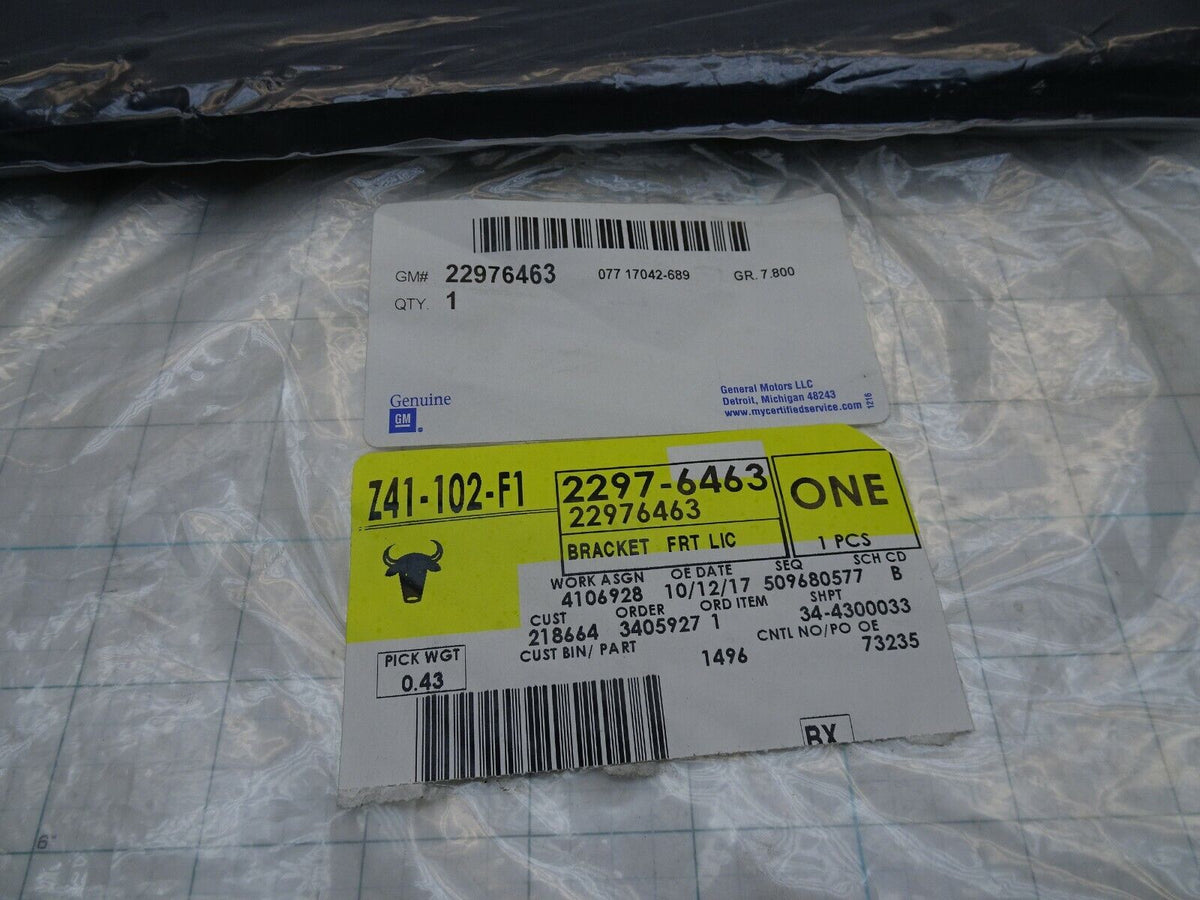 GM# 22976463 077 17042-689 GR. 7.800
QTY. 1
Genuine
GM
General Motors LLC
Detroit, Michigan 48243
www.mycertifiedservice.com
1216
Z41-102-F1
2297-6463
22976463
BRACKET FRT LIC
ONE
1 PCS
WORK ASGN OE DATE SEQ SCH CD
4106928 10/12/17 509680577 B
CUST ORDER ORD ITEM SHPT
218664 3405927 1 34-4300033
CUST BIN/ PART CNTL NO/PO OE
1496 73235
PICK WGT
0.43
BX
6"